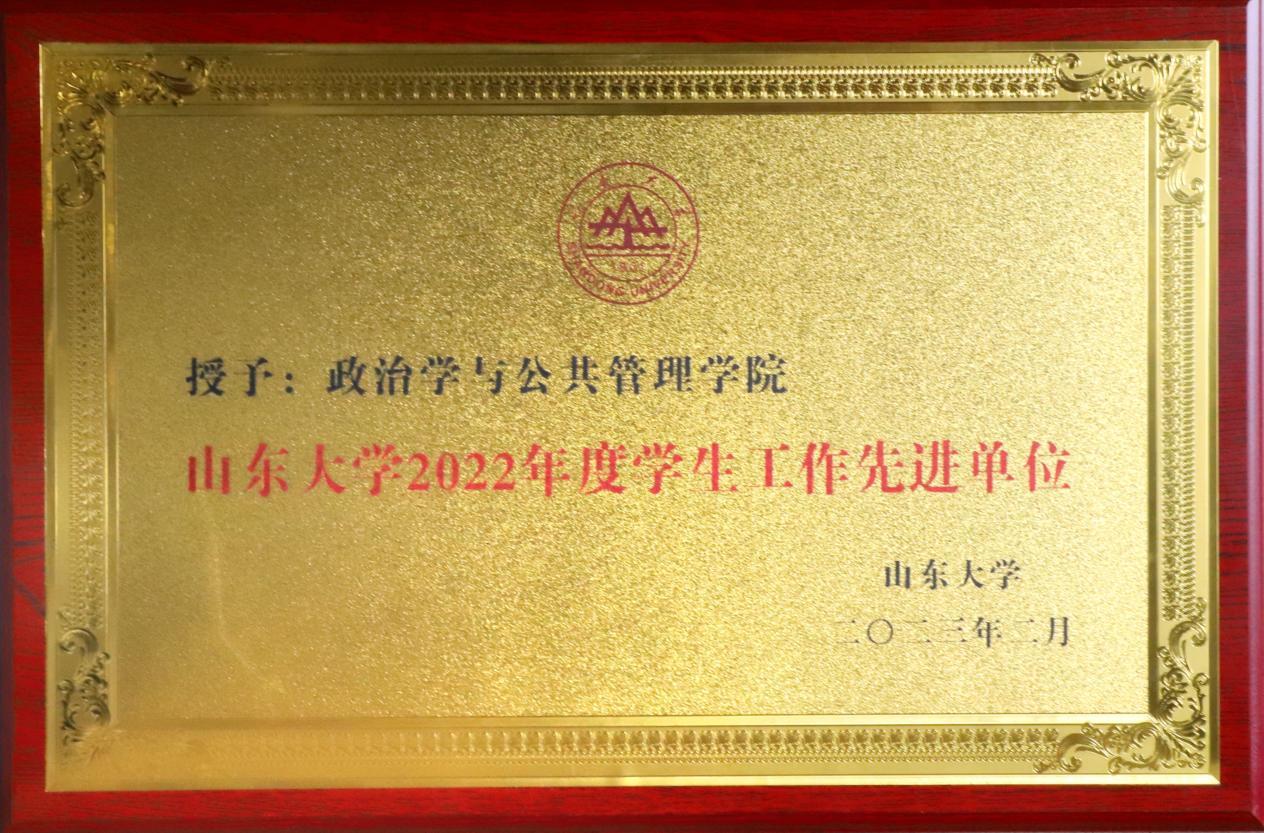 SHANDONG UNIVERSITY
授予：政治学与公共管理学院
山东大学2022年度学生工作先进单位
山东大学
二〇二三年二月